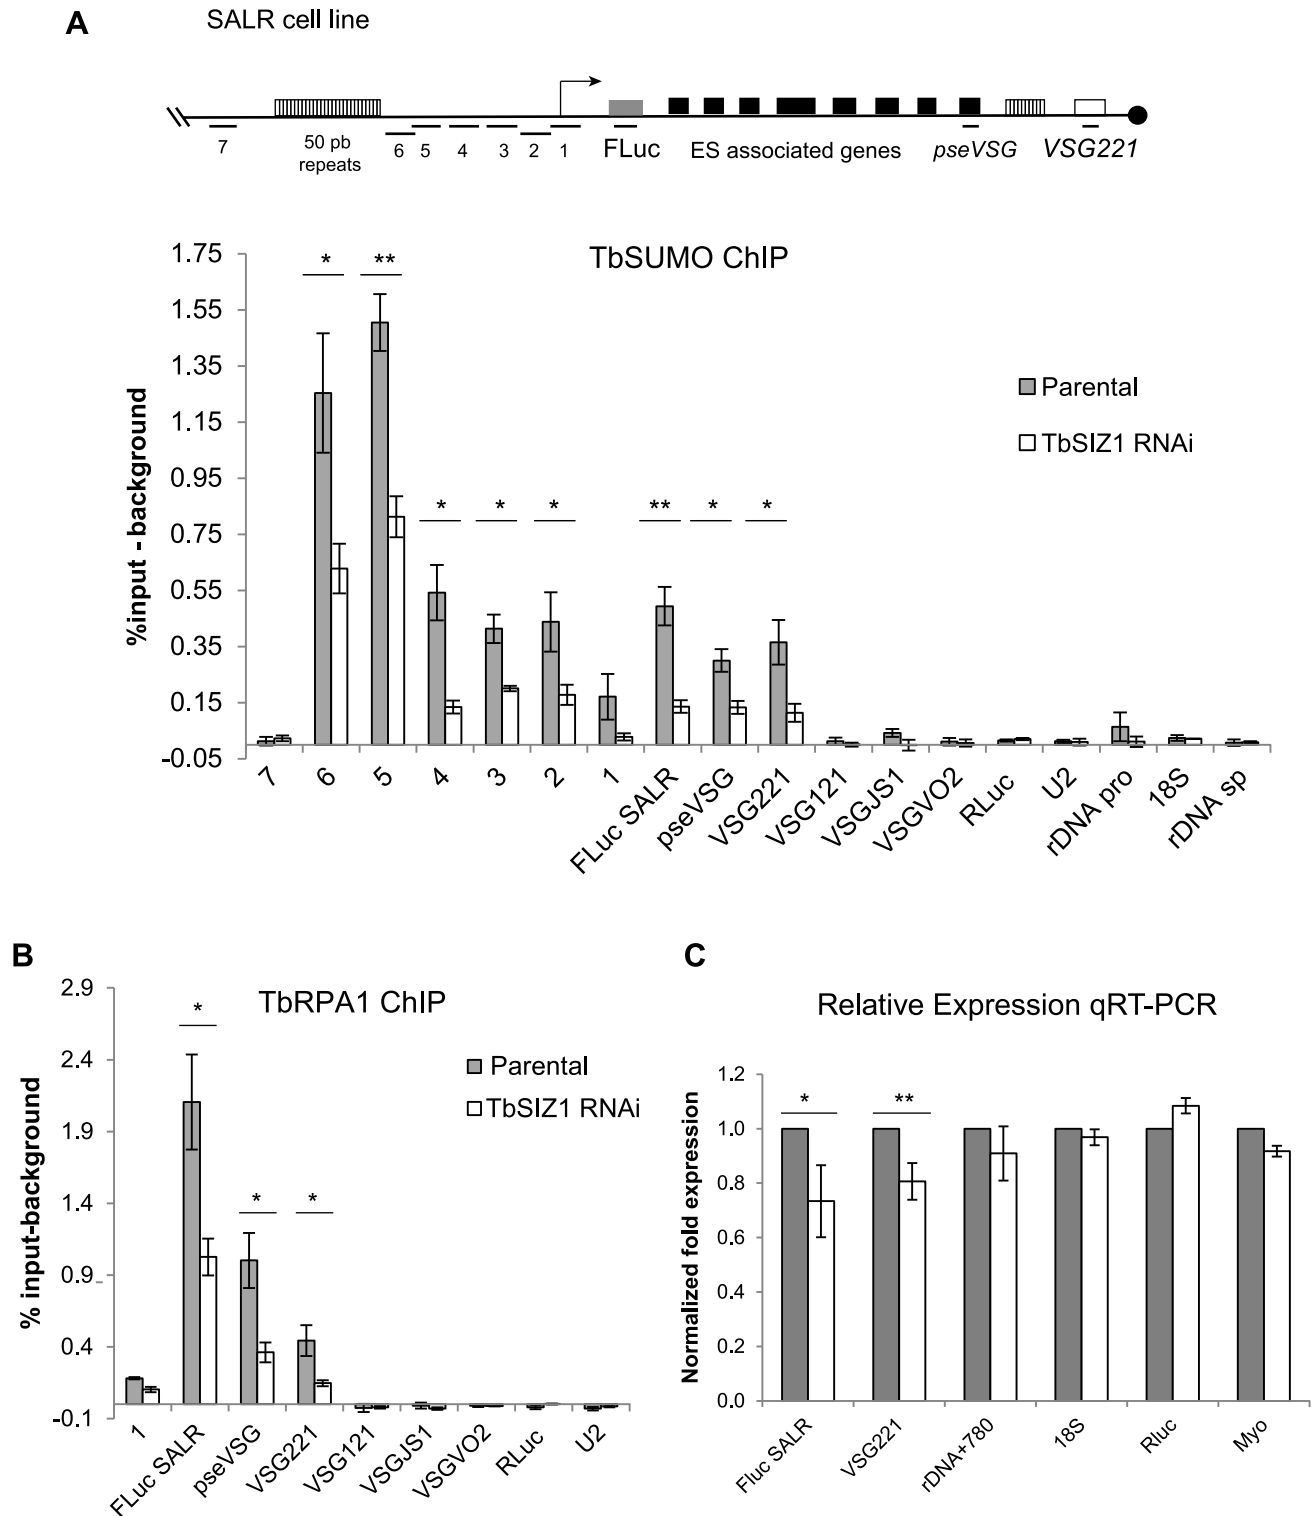 A
SALR cell line
7
50 pb
repeats
6
5
4
3
2
1
FLuc
ES associated genes
pseVSG
VSG221
TbSUMO ChIP
%input - background
1.75
1.55
1.35
1.15
0.95
0.75
0.55
0.35
0.15
-0.05
*
**
*
*
*
**
*
*
Parental
TbSIZ1 RNAi
7
6
5
4
3
2
1
FLuc SALR
pseVSG
VSG221
VSG121
VSGJS1
VSGVO2
RLuc
U2
rDNA pro
18S
rDNA sp
B
TbRPA1 ChIP
% input-background
2.9
2.4
1.9
1.4
0.9
0.4
-0.1
*
*
*
Parental
TbSIZ1 RNAi
1
FLuc SALR
pseVSG
VSG221
VSG121
VSGJS1
VSGVO2
RLuc
U2
C
Relative Expression qRT-PCR
Normalized fold expression
1.2
1.0
0.8
0.6
0.4
0.2
0.0
*
**
Fluc SALR
VSG221
rDNA+780
18S
Rluc
Myo